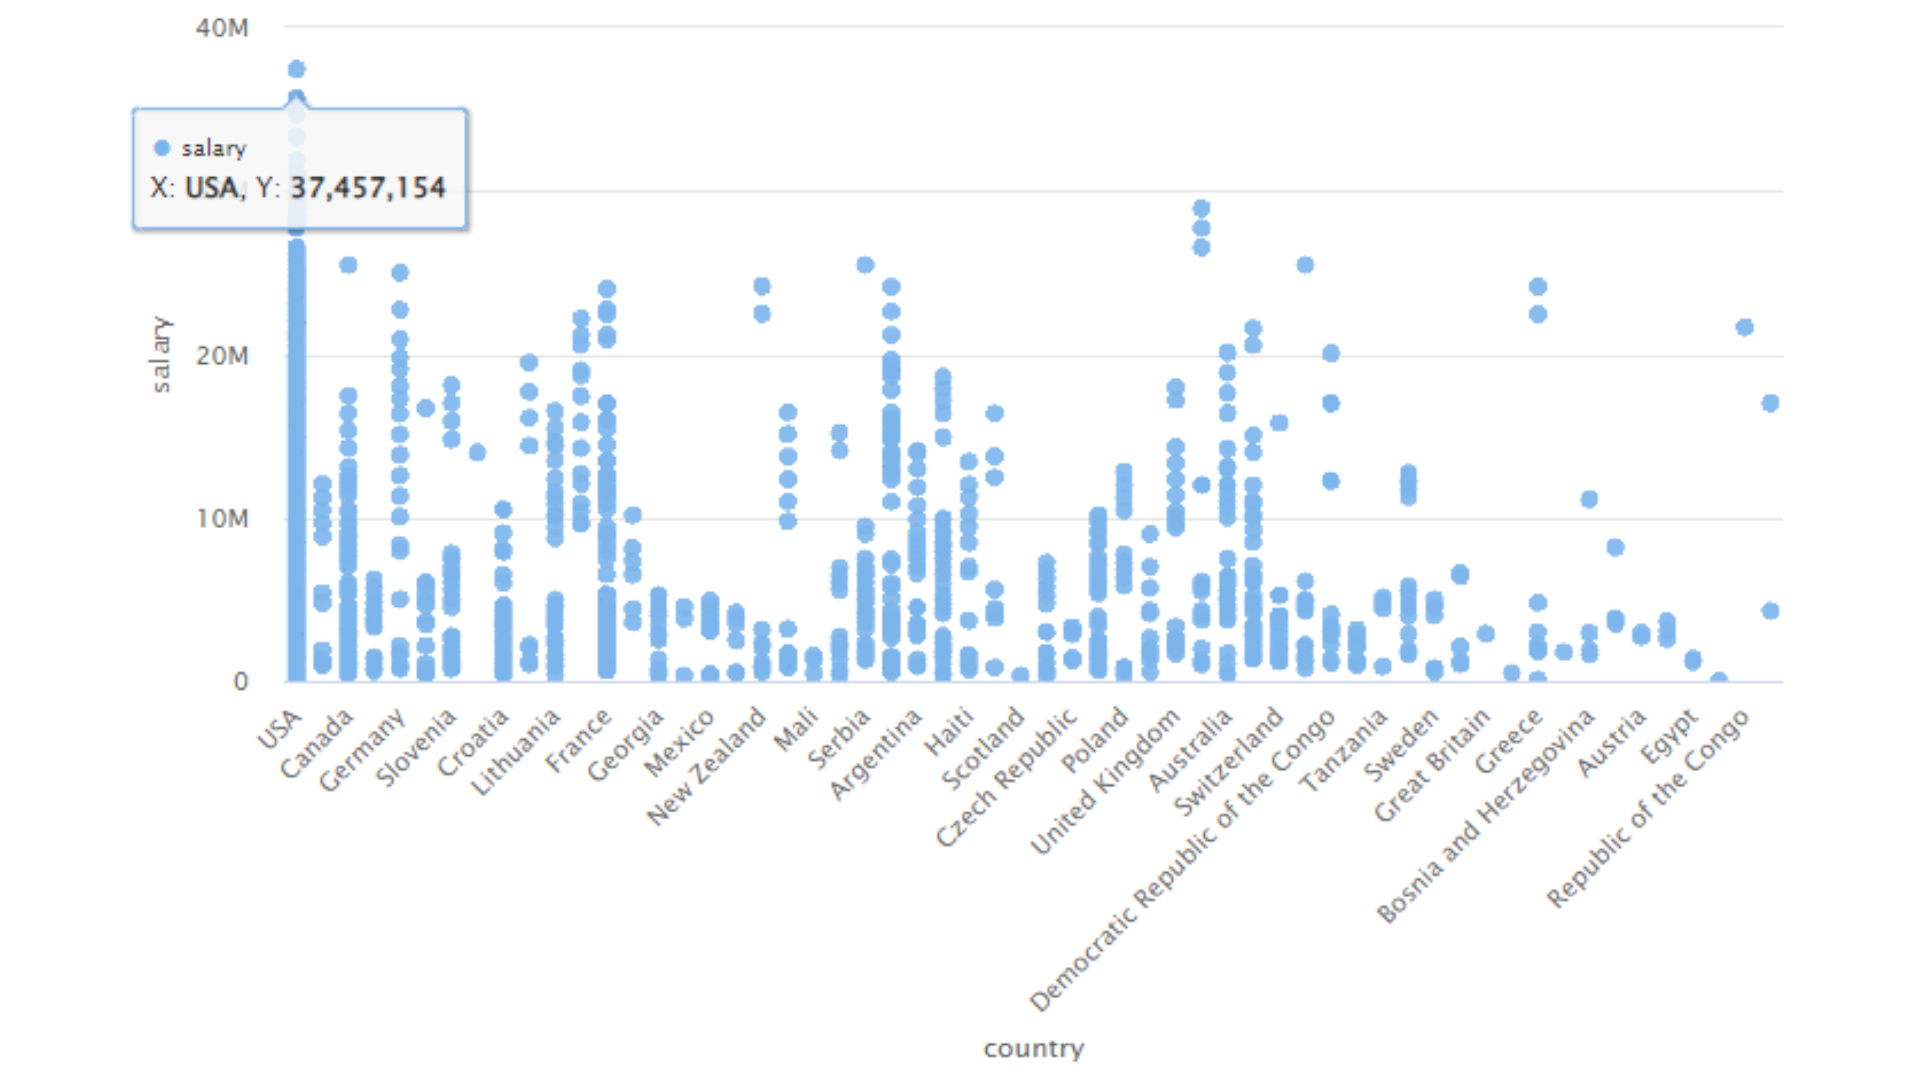 40M
salary
X: USA, Y: 37,457,154
salary
20M
10M
0
USA
Canada
Germany
Slovenia
Croatia
Lithuania
France
Georgia
Mexico
New Zealand
Mali
Serbia
Argentina
Haiti
Scotland
Czech Republic
Poland
United Kingdom
Australia
Switzerland
Democratic Republic of the Congo
Tanzania
Sweden
Great Britain
Greece
Bosnia and Herzegovina
Austria
Egypt
Republic of the Congo
country